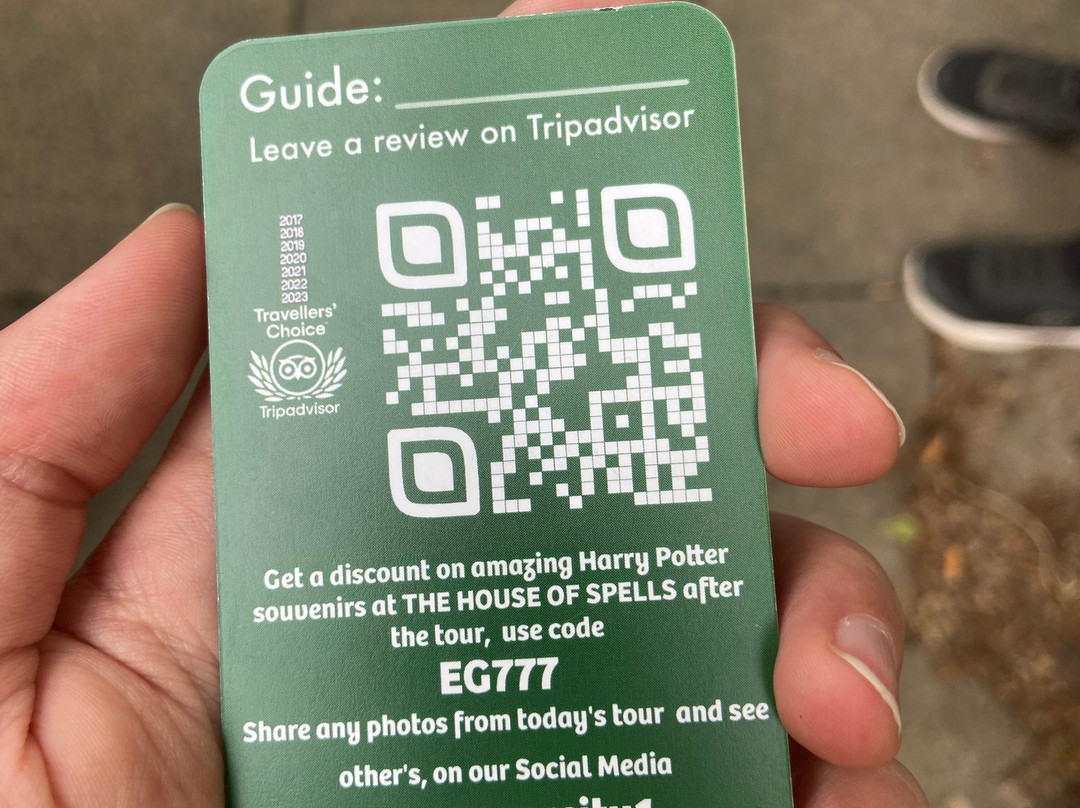 Guide: 
Leave a review on Tripadvisor
2017
2018
2019
2020
2021
2022
2023
Travellers'
Choice
Tripadvisor
Get a discount on amazing Harry Potter
souvenirs at THE HOUSE OF SPELLS after
the tour, use code
EG777
Share any photos from today's tour and see
other's, on our Social Media